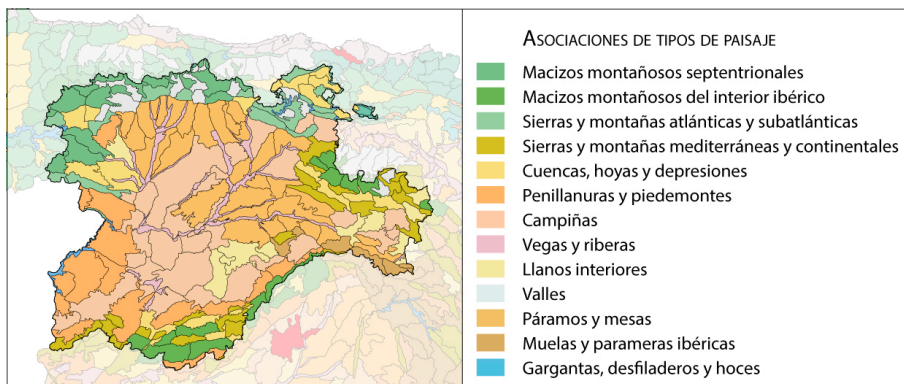 ASOCIACIONES DE TIPOS DE PAISAJE
Macizos montañosos septentrionales
Macizos montañosos del interior ibérico
Sierras y montañas atlánticas y subatlánticas
Sierras y montañas mediterráneas y continentales
Cuencas, hoyas y depresiones
Penillanuras y piedemontes
Campiñas
Vegas y riberas
Llanos interiores
Valles
Páramos y mesas
Muelas y parameras ibéricas
Gargantas, desfiladeros y hoces